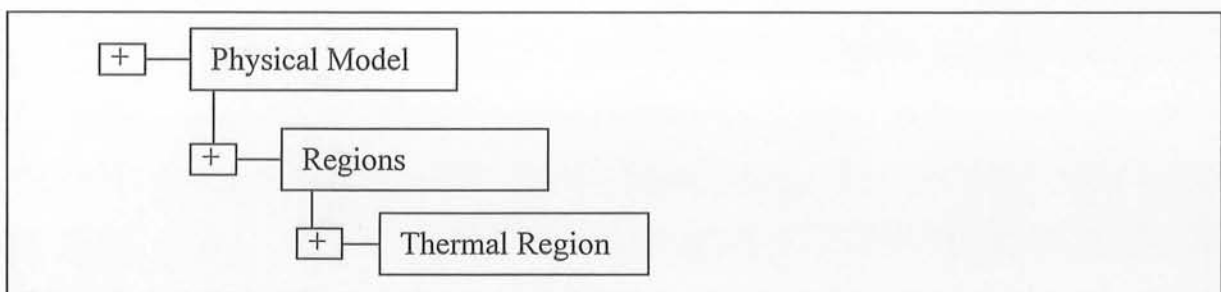 + Physical Model
+ Regions
+ Thermal Region